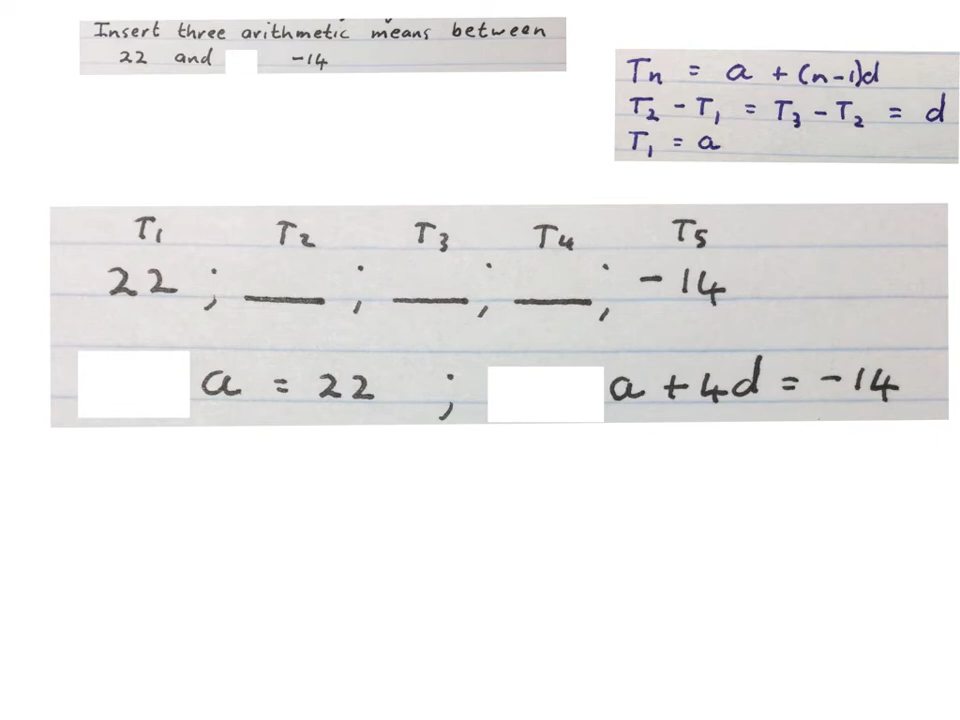 Insert three arithmetic means between
22 and -14
Tn = a + (n-1)d
T2 - T1 = T3 - T2 = d
T1 = a
T1 T2 T3 T4 T5
22 ; ___ ; ___ ; ___ ; -14
a = 22 ; a + 4d = -14